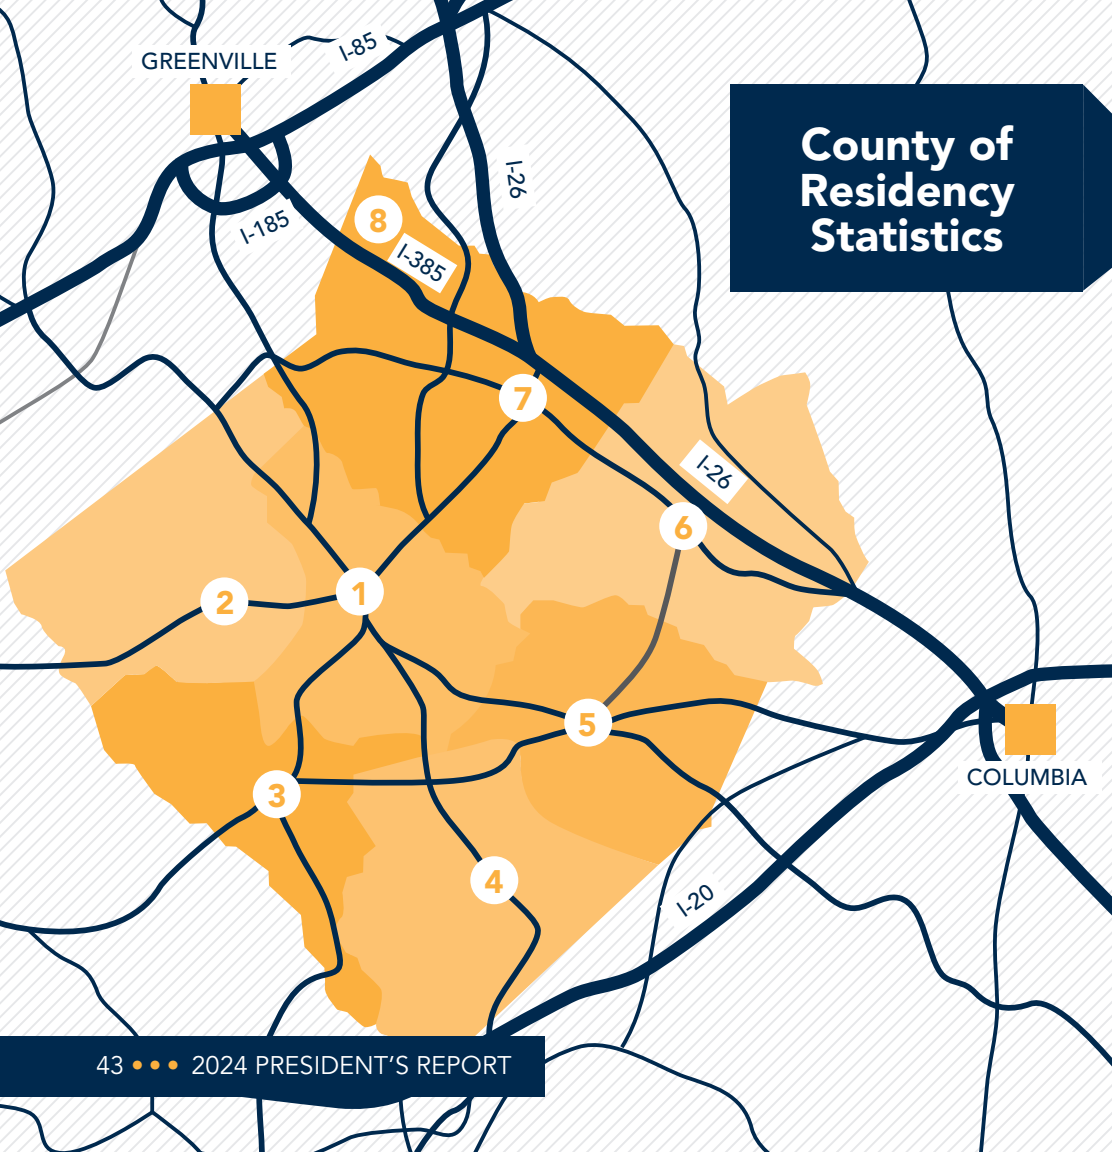 I-85
GREENVILLE
County of
Residency
Statistics
I-26
8
I-185
I-385
7
I-26
6
1
2
5
3
COLUMBIA
4
I-20
43 ••• 2024 PRESIDENT’S REPORT